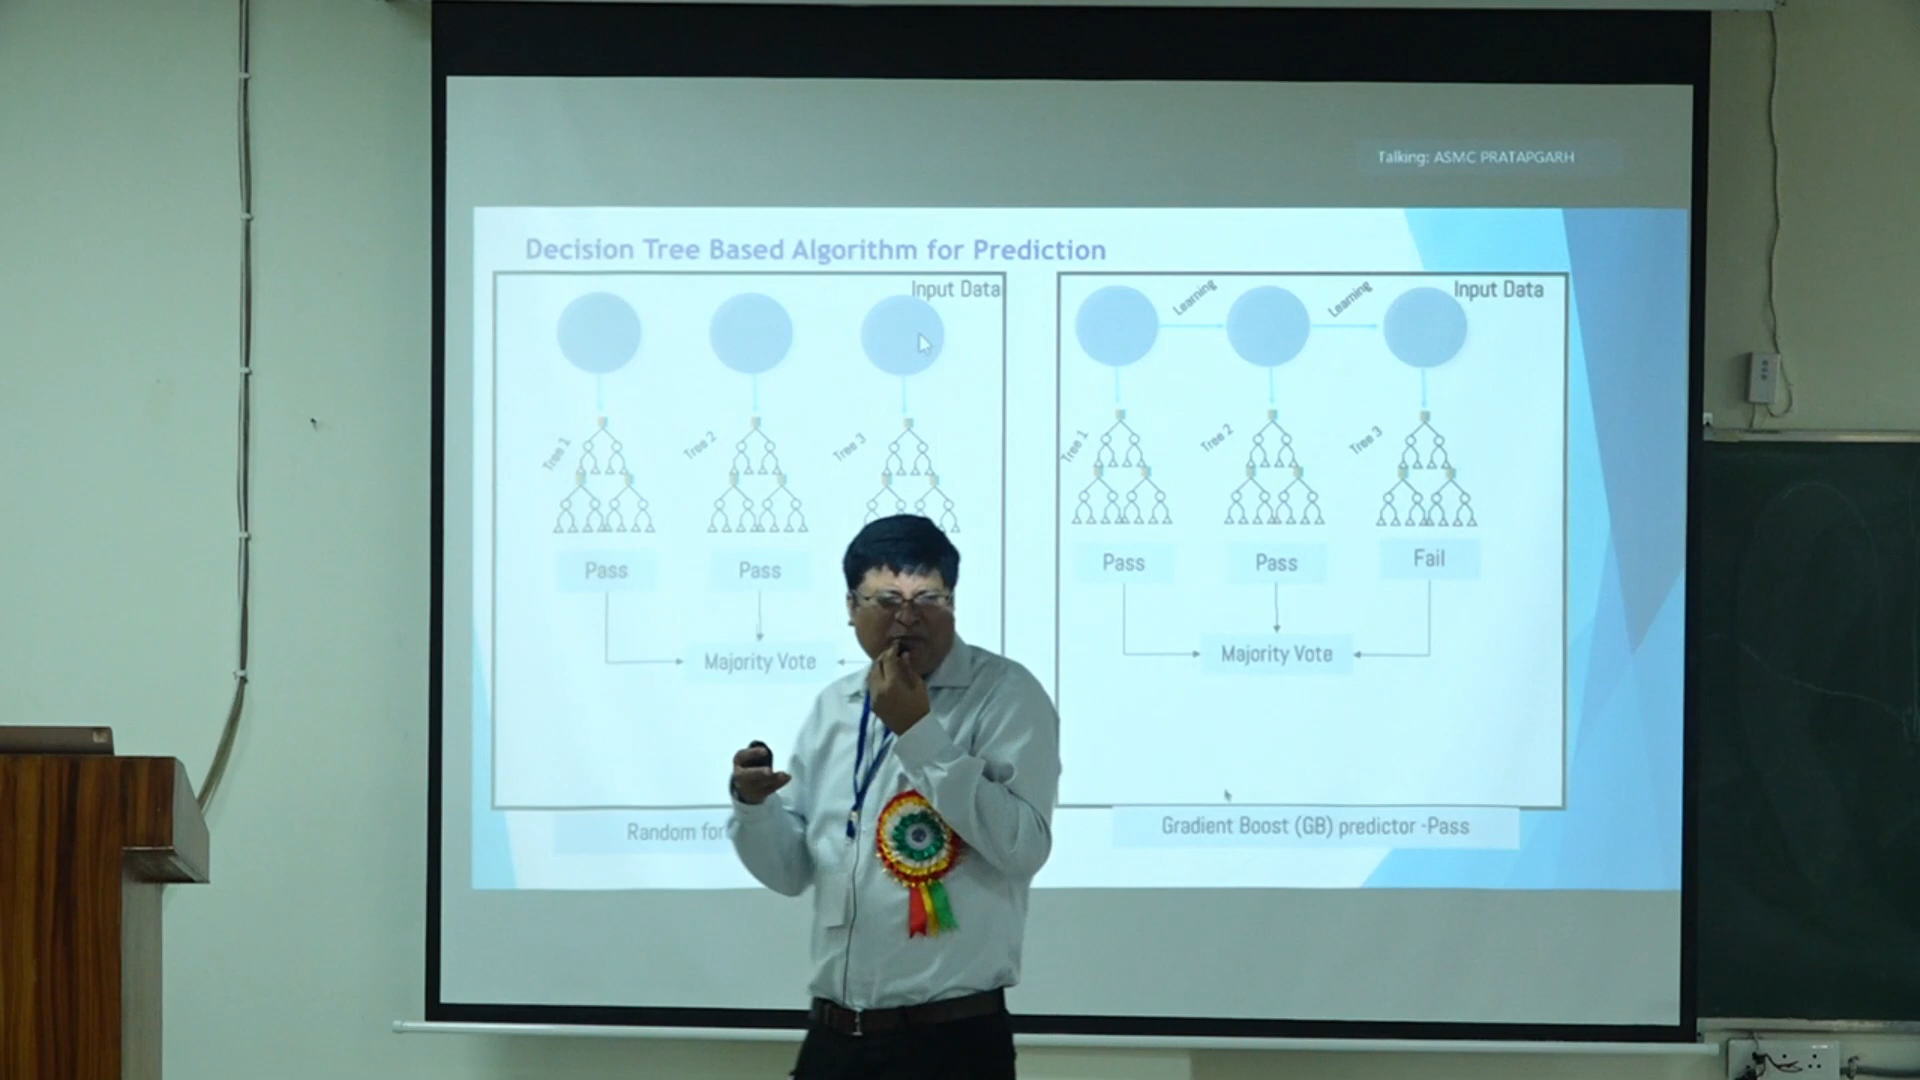 Talking: ASMC PRATAPGARH
Decision Tree Based Algorithm for Prediction
Input Data
Tree 1
Tree 2
Tree 3
Pass
Pass
Majority Vote
Random for
Input Data
Learning
Learning
Tree 1
Tree 2
Tree 3
Pass
Pass
Fail
Majority Vote
Gradient Boost (GB) predictor -Pass